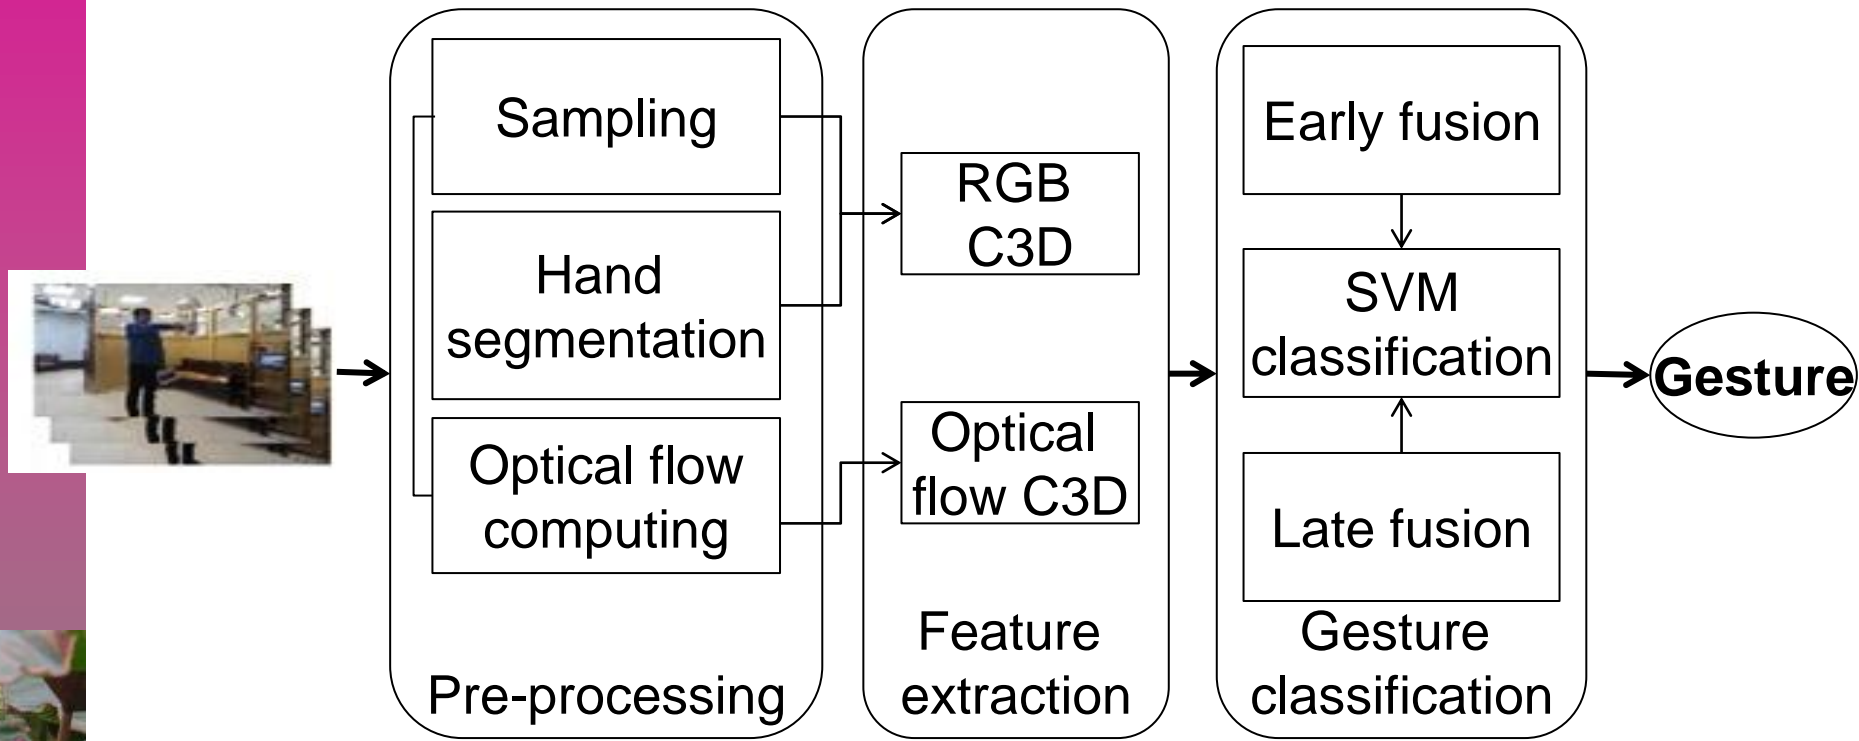 Sampling
Hand
segmentation
Optical flow
computing
Pre-processing
RGB
C3D
Optical
flow C3D
Feature
extraction
Early fusion
SVM
classification
Late fusion
Gesture
classification
Gesture